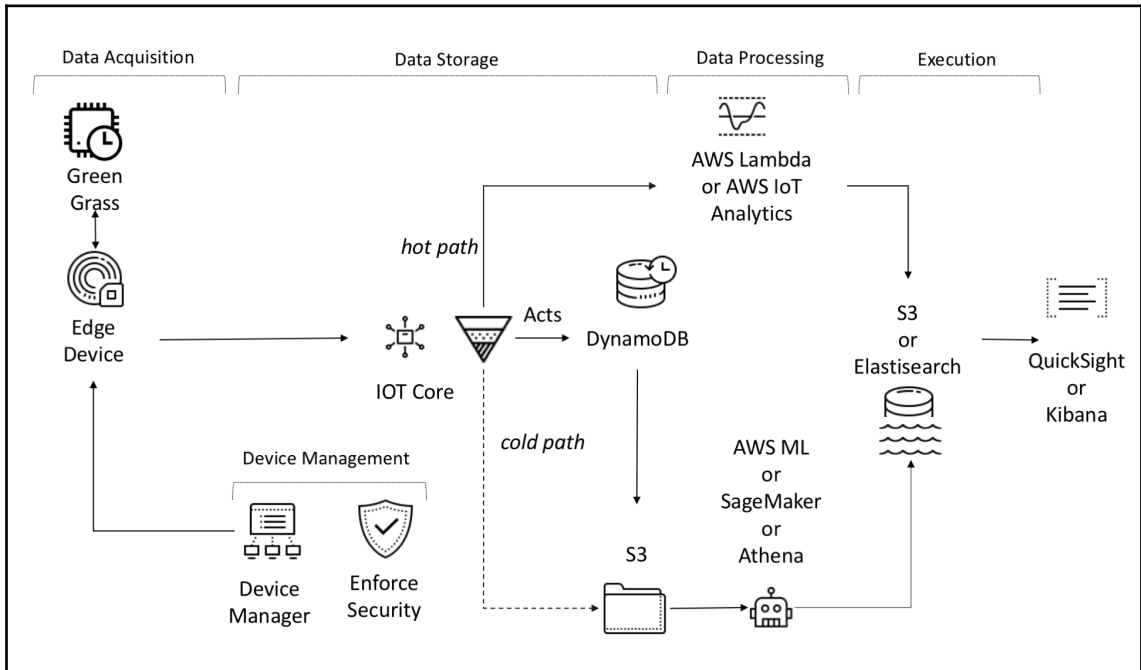 Data Acquisition
Data Storage
Data Processing
Execution
Green
Grass
Edge
Device
IOT Core
hot path
Acts
cold path
DynamoDB
AWS Lambda
or AWS IoT
Analytics
S3
or
Elastisearch
QuickSight
or
Kibana
Device Management
Device
Manager
Enforce
Security
S3
AWS ML
or
SageMaker
or
Athena